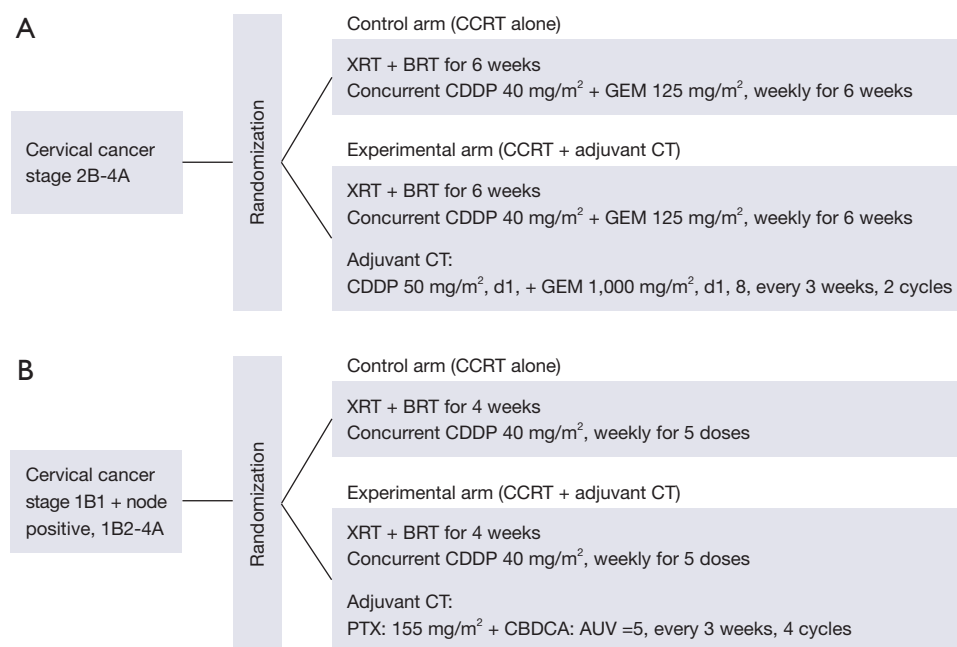 A
Cervical cancer
stage 2B-4A
Randomization
Control arm (CCRT alone)
XRT + BRT for 6 weeks
Concurrent CDDP 40 mg/m² + GEM 125 mg/m², weekly for 6 weeks
Experimental arm (CCRT + adjuvant CT)
XRT + BRT for 6 weeks
Concurrent CDDP 40 mg/m² + GEM 125 mg/m², weekly for 6 weeks
Adjuvant CT:
CDDP 50 mg/m², d1, + GEM 1,000 mg/m², d1, 8, every 3 weeks, 2 cycles
B
Cervical cancer
stage 1B1 + node
positive, 1B2-4A
Randomization
Control arm (CCRT alone)
XRT + BRT for 4 weeks
Concurrent CDDP 40 mg/m², weekly for 5 doses
Experimental arm (CCRT + adjuvant CT)
XRT + BRT for 4 weeks
Concurrent CDDP 40 mg/m², weekly for 5 doses
Adjuvant CT:
PTX: 155 mg/m² + CBDCA: AUV =5, every 3 weeks, 4 cycles